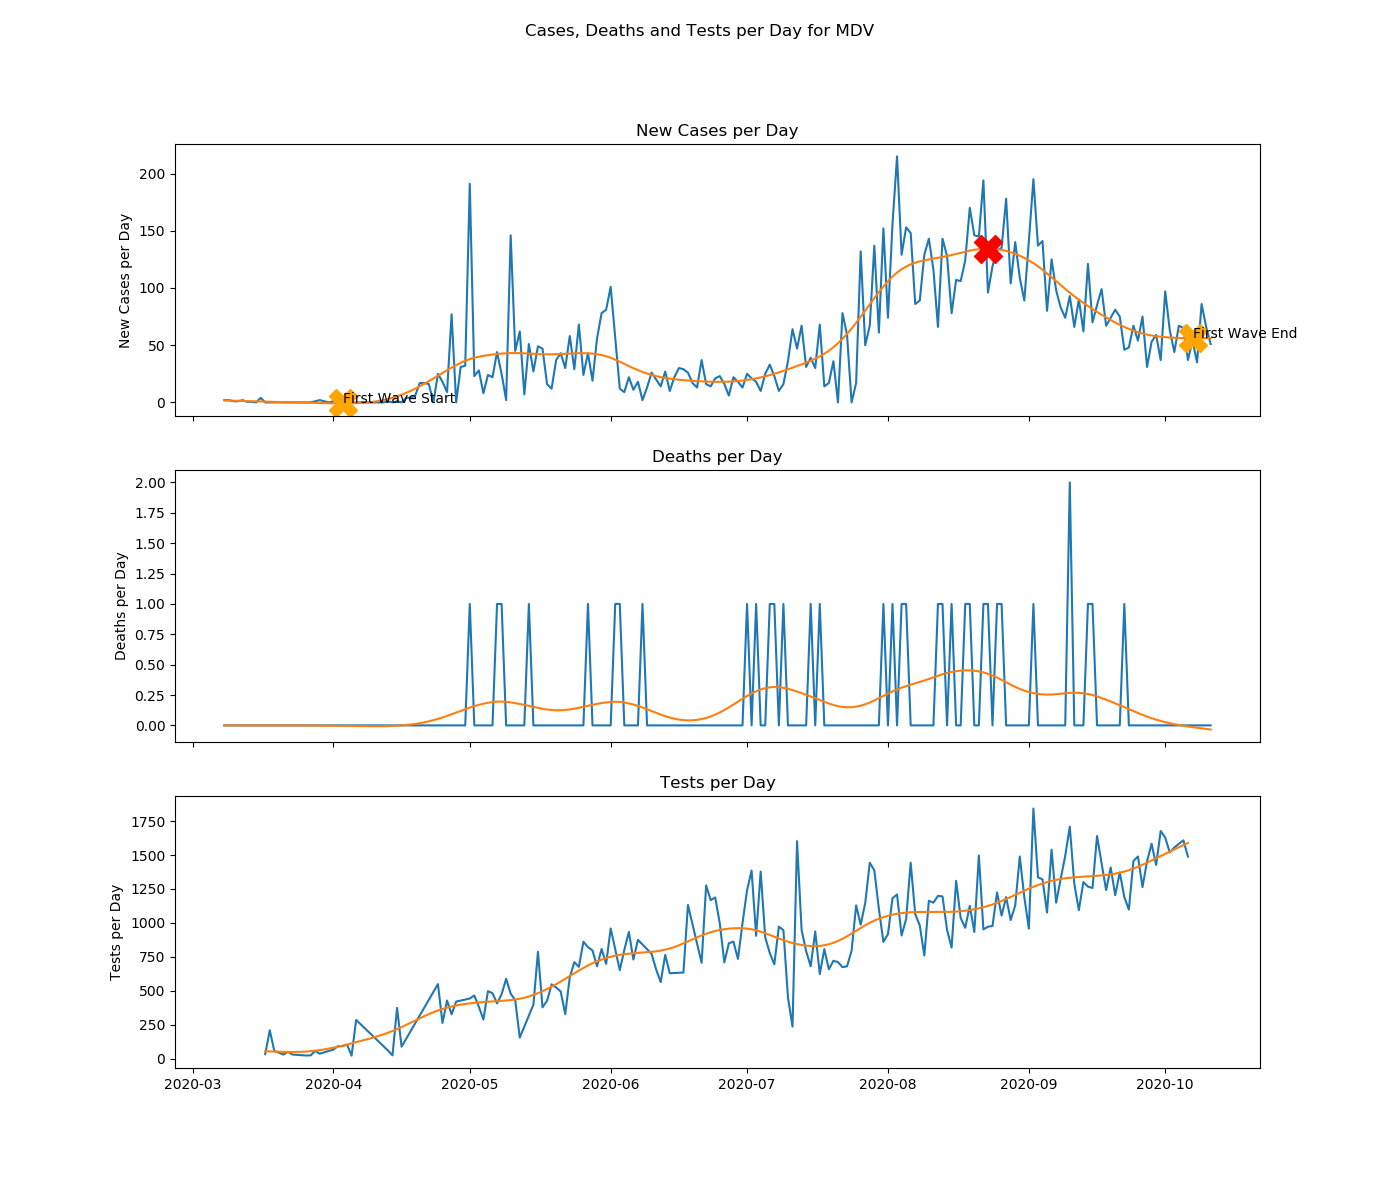 Cases, Deaths and Tests per Day for MDV
New Cases per Day
New Cases per Day
200
150
100
50
0
First Wave Start
First Wave End
Deaths per Day
Deaths per Day
2.00
1.75
1.50
1.25
1.00
0.75
0.50
0.25
0.00
Tests per Day
Tests per Day
1750
1500
1250
1000
750
500
250
0
2020-03 2020-04 2020-05 2020-06 2020-07 2020-08 2020-09 2020-10